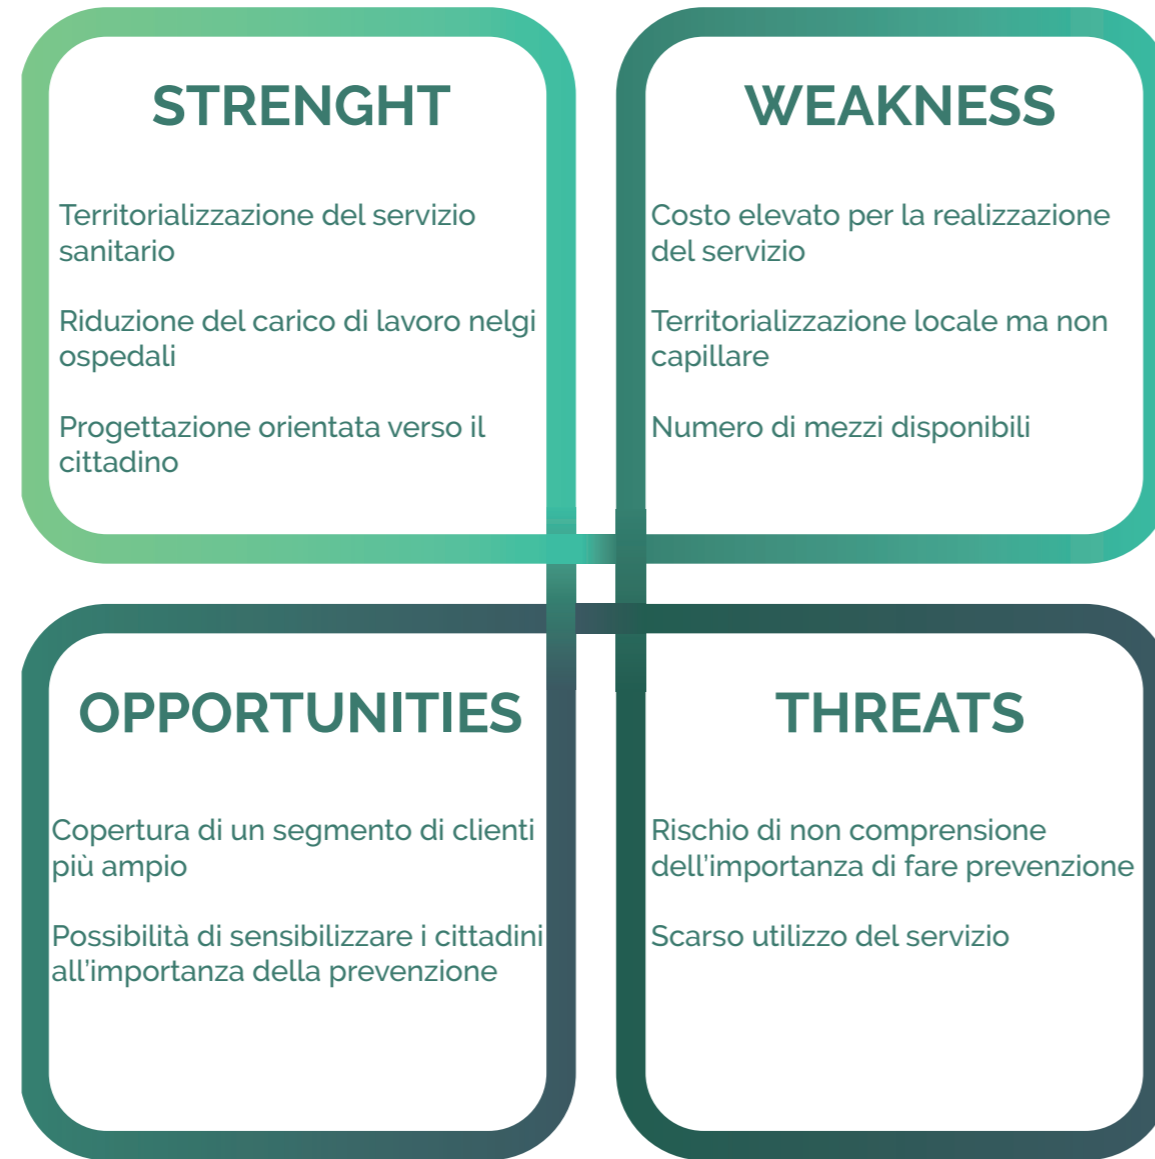 STRENGHT
Territorializzazione del servizio
sanitario
Riduzione del carico di lavoro nelgi
ospedali
Progettazione orientata verso il
cittadino
WEAKNESS
Costo elevato per la realizzazione
del servizio
Territorializzazione locale ma non
capillare
Numero di mezzi disponibili
OPPORTUNITIES
Copertura di un segmento di clienti
più ampio
Possibilità di sensibilizzare i cittadini
all'importanza della prevenzione
THREATS
Rischio di non comprensione
dell'importanza di fare prevenzione
Scarso utilizzo del servizio